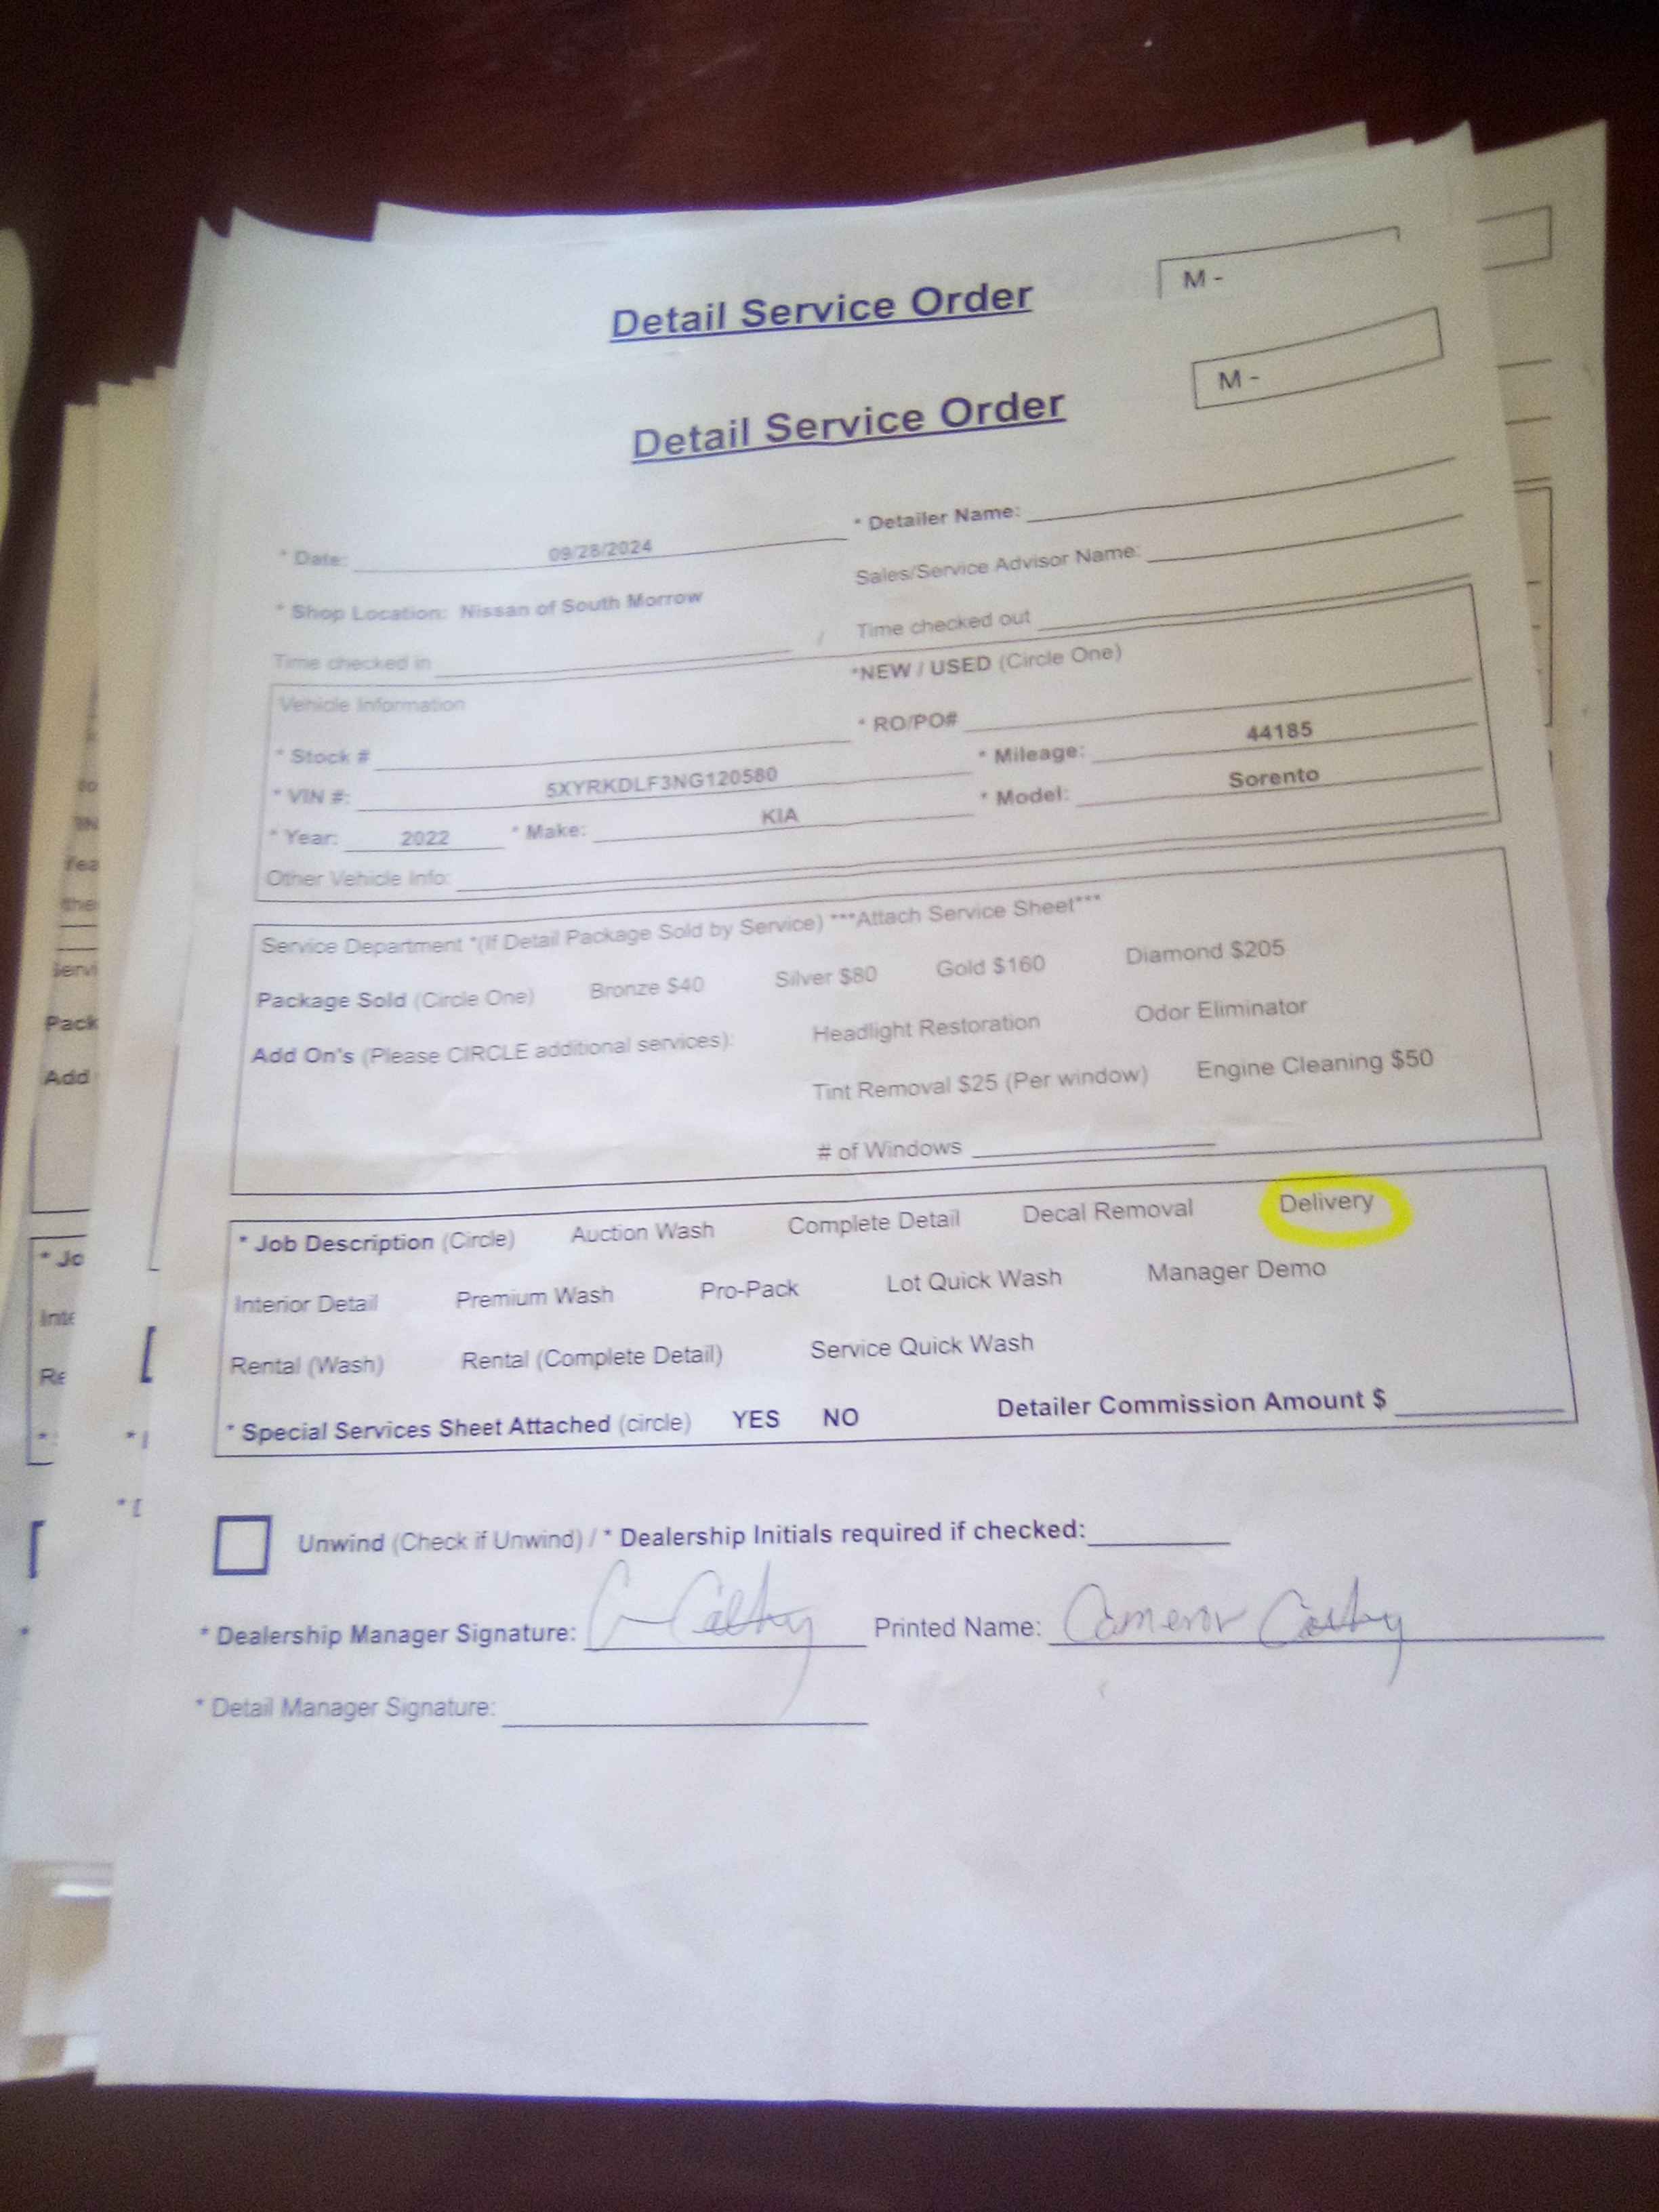 Detail Service Order
M -
Detail Service Order
M -
* Date: 09/28/2024 * Detailer Name:
* Shop Location: Nissan of South Morrow Sales/Service Advisor Name:
Time checked in / Time checked out
Vehicle Information *NEW / USED (Circle One)
* Stock # * RO/PO#
* VIN #: 5XYRKDLF3NG120580 * Mileage: 44185
* Year: 2022 * Make: KIA * Model: Sorento
Other Vehicle Info:
Service Department *(If Detail Package Sold by Service) ***Attach Service Sheet***
Package Sold (Circle One) Bronze $40 Silver $80 Gold $160 Diamond $205
Add On's (Please CIRCLE additional services): Headlight Restoration Odor Eliminator
Tint Removal $25 (Per window) Engine Cleaning $50
# of Windows
* Job Description (Circle) Auction Wash Complete Detail Decal Removal Delivery
Interior Detail Premium Wash Pro-Pack Lot Quick Wash Manager Demo
Rental (Wash) Rental (Complete Detail) Service Quick Wash
* Special Services Sheet Attached (circle) YES NO Detailer Commission Amount $
Unwind (Check if Unwind) / * Dealership Initials required if checked:
* Dealership Manager Signature: Printed Name: Cameron
* Detail Manager Signature:
Pack
Add
* Jo